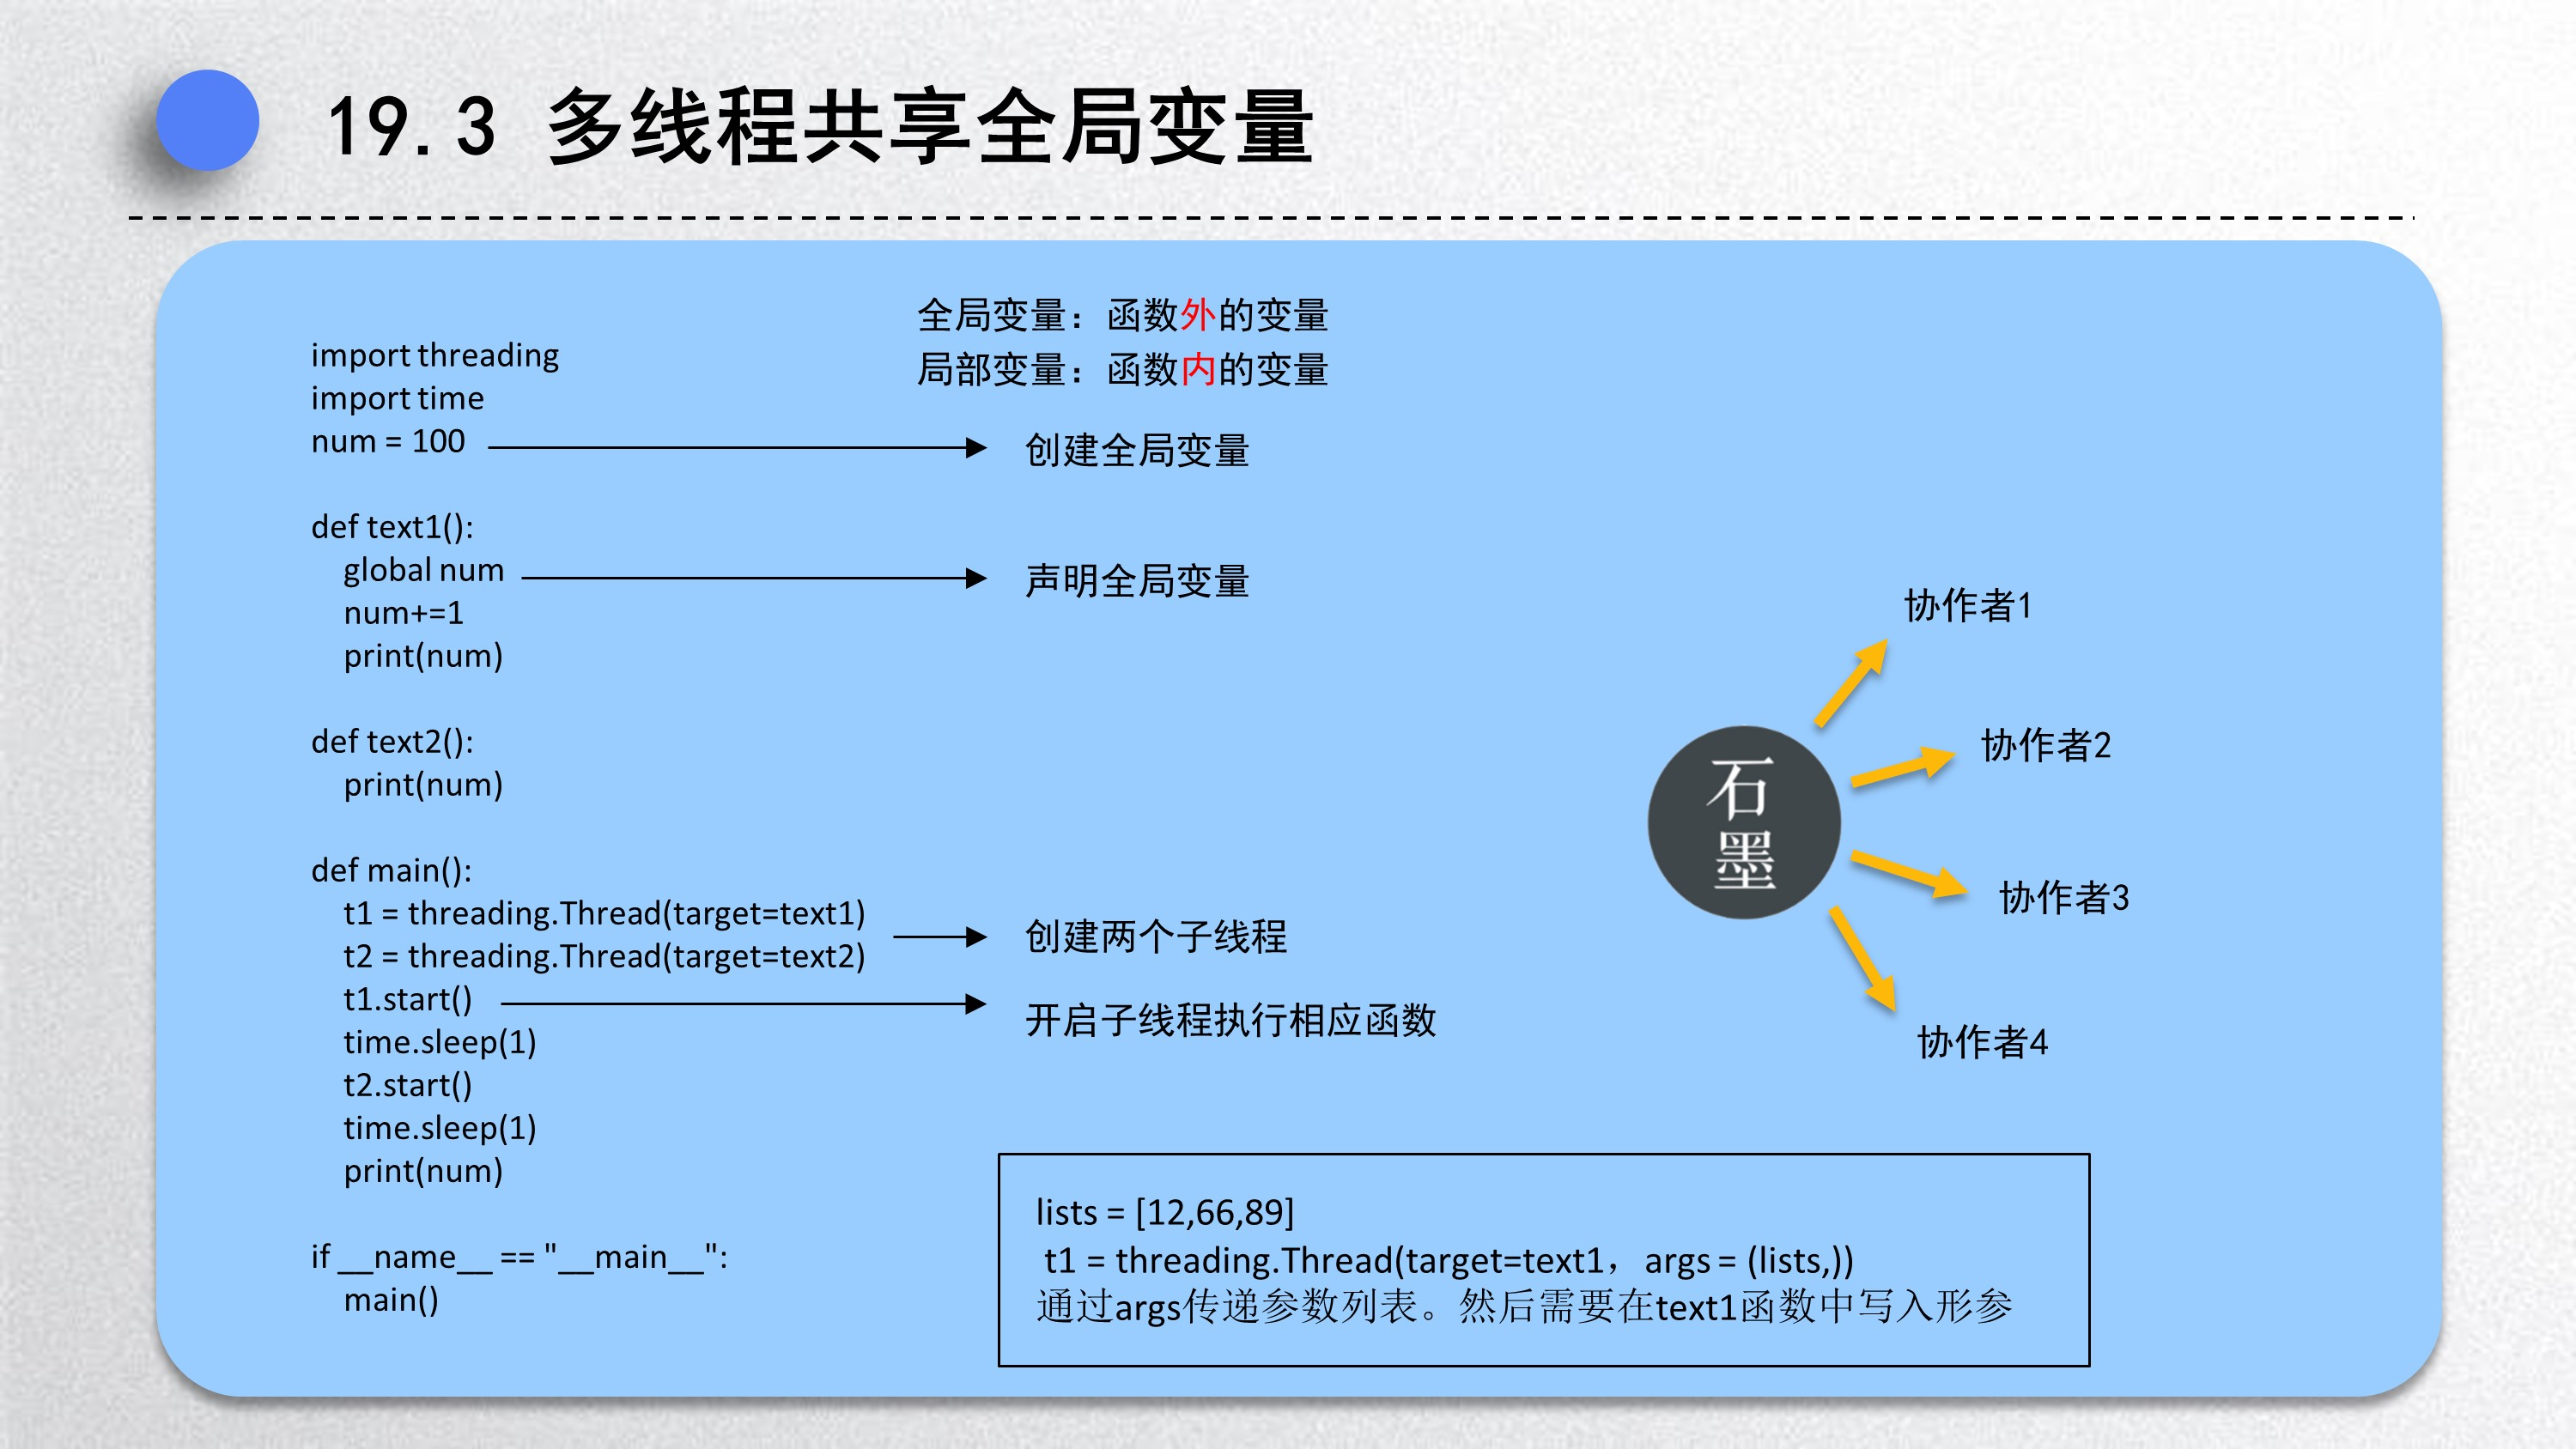 19.3 多线程共享全局变量
全局变量：函数外的变量
局部变量：函数内的变量
import threading
import time
num = 100
创建全局变量
def text1():
global num
声明全局变量
num+=1
print(num)
def text2():
print(num)
def main():
t1 = threading.Thread(target=text1)
t2 = threading.Thread(target=text2)
创建两个子线程
t1.start()
开启子线程执行相应函数
time.sleep(1)
t2.start()
time.sleep(1)
print(num)
if __name__ == "__main__":
main()
协作者1
协作者2
石
墨
协作者3
协作者4
lists = [12,66,89]
t1 = threading.Thread(target=text1，args = (lists,))
通过args传递参数列表。然后需要在text1函数中写入形参